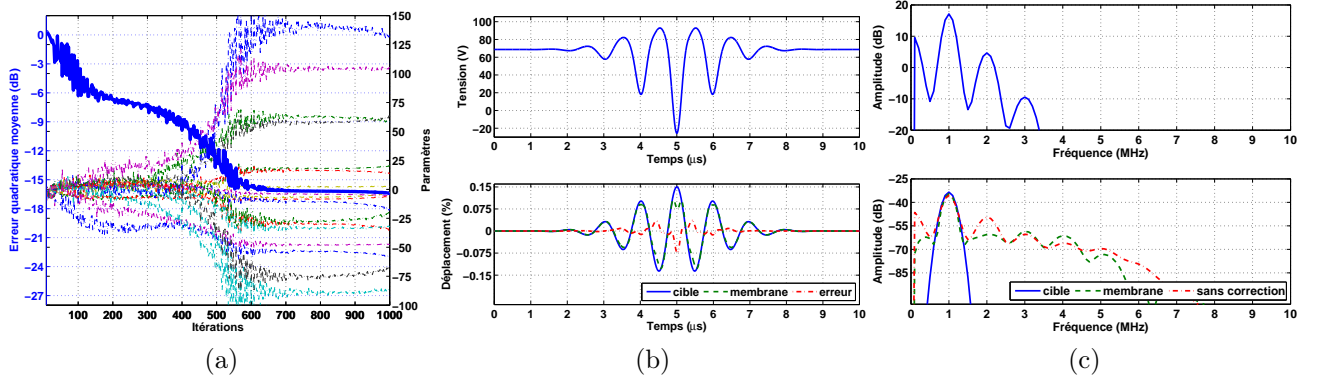 0
−3
−6
−9
−12
−15
−18
−21
−24
−27
Erreur quadratique moyenne (dB)
100 200 300 400 500 600 700 800 900 1000
Itérations
150
125
100
75
50
25
0
−25
−50
−75
−100
Paramètres
(a)
100
80
60
40
20
0
−20
Tension (V)
0 1 2 3 4 5 6 7 8 9 10
Temps (μs)
0.15
0.075
0
−0.075
−0.15
Déplacement (%)
cible membrane erreur
0 1 2 3 4 5 6 7 8 9 10
Temps (μs)
(b)
20
10
0
−10
−20
Amplitude (dB)
0 1 2 3 4 5 6 7 8 9 10
Fréquence (MHz)
−25
−40
−55
−70
−85
Amplitude (dB)
cible membrane sans correction
0 1 2 3 4 5 6 7 8 9 10
Fréquence (MHz)
(c)